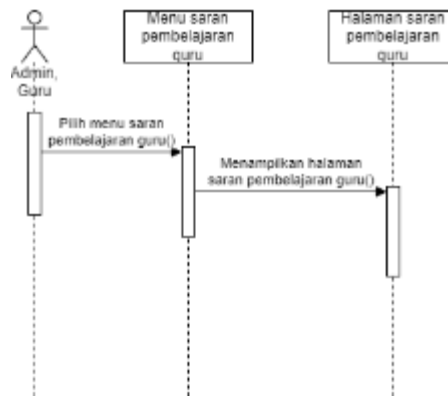 Menu saran
pembelajaran
guru
Halaman saran
pembelajaran
guru
Admin,
Guru
Pilih menu saran
pembelajaran guru()
Menampilkan halaman
saran pembelajaran guru()